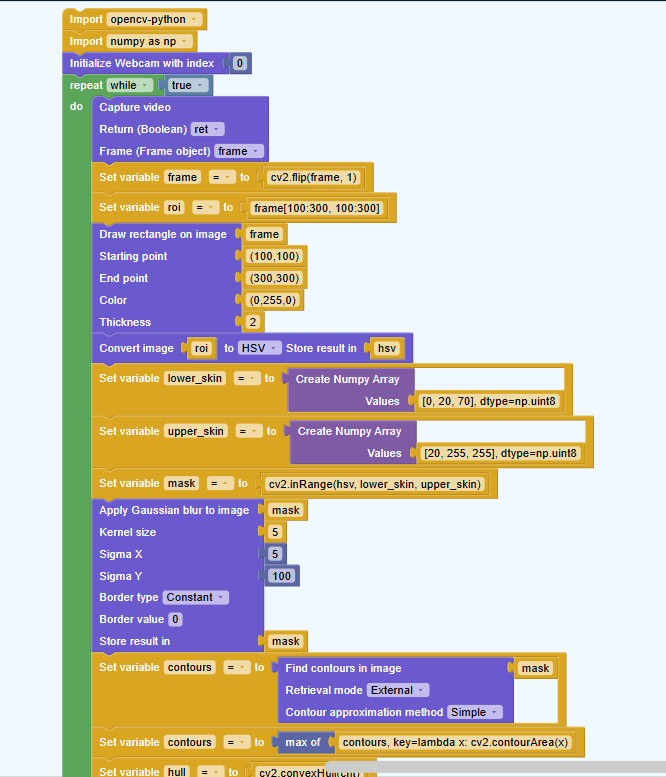 Import opencv-python
Import numpy as np
Initialize Webcam with index 0
repeat while true
do Capture video
Return (Boolean) ret
Frame (Frame object) frame
Set variable frame = to cv2.flip(frame, 1)
Set variable roi = to frame[100:300, 100:300]
Draw rectangle on image frame
Starting point (100,100)
End point (300,300)
Color (0,255,0)
Thickness 2
Convert image roi to HSV Store result in hsv
Set variable lower_skin = to Create Numpy Array
Values [0, 20, 70], dtype=np.uint8
Set variable upper_skin = to Create Numpy Array
Values [20, 255, 255], dtype=np.uint8
Set variable mask = to cv2.inRange(hsv, lower_skin, upper_skin)
Apply Gaussian blur to image mask
Kernel size 5
Sigma X 5
Sigma Y 100
Border type Constant
Border value 0
Store result in mask
Set variable contours = to Find contours in image mask
Retrieval mode External
Contour approximation method Simple
Set variable contours = to max of contours, key=lambda x: cv2.contourArea(x)
Set variable hull = to cv2.convexHull(cnt)